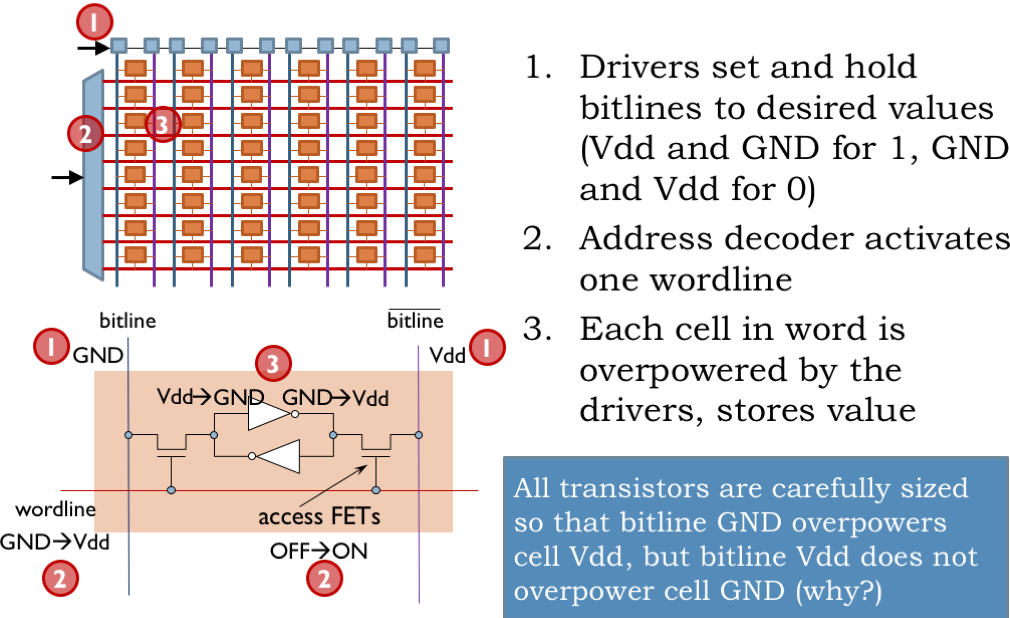 1
2
3
bitline
bitline
1 GND
Vdd 1
3
Vdd→GND GND→Vdd
wordline
GND→Vdd
2
access FETs
OFF→ON
2
1. Drivers set and hold
bitlines to desired values
(Vdd and GND for 1, GND
and Vdd for 0)
2. Address decoder activates
one wordline
3. Each cell in word is
overpowered by the
drivers, stores value
All transistors are carefully sized
so that bitline GND overpowers
cell Vdd, but bitline Vdd does not
overpower cell GND (why?)